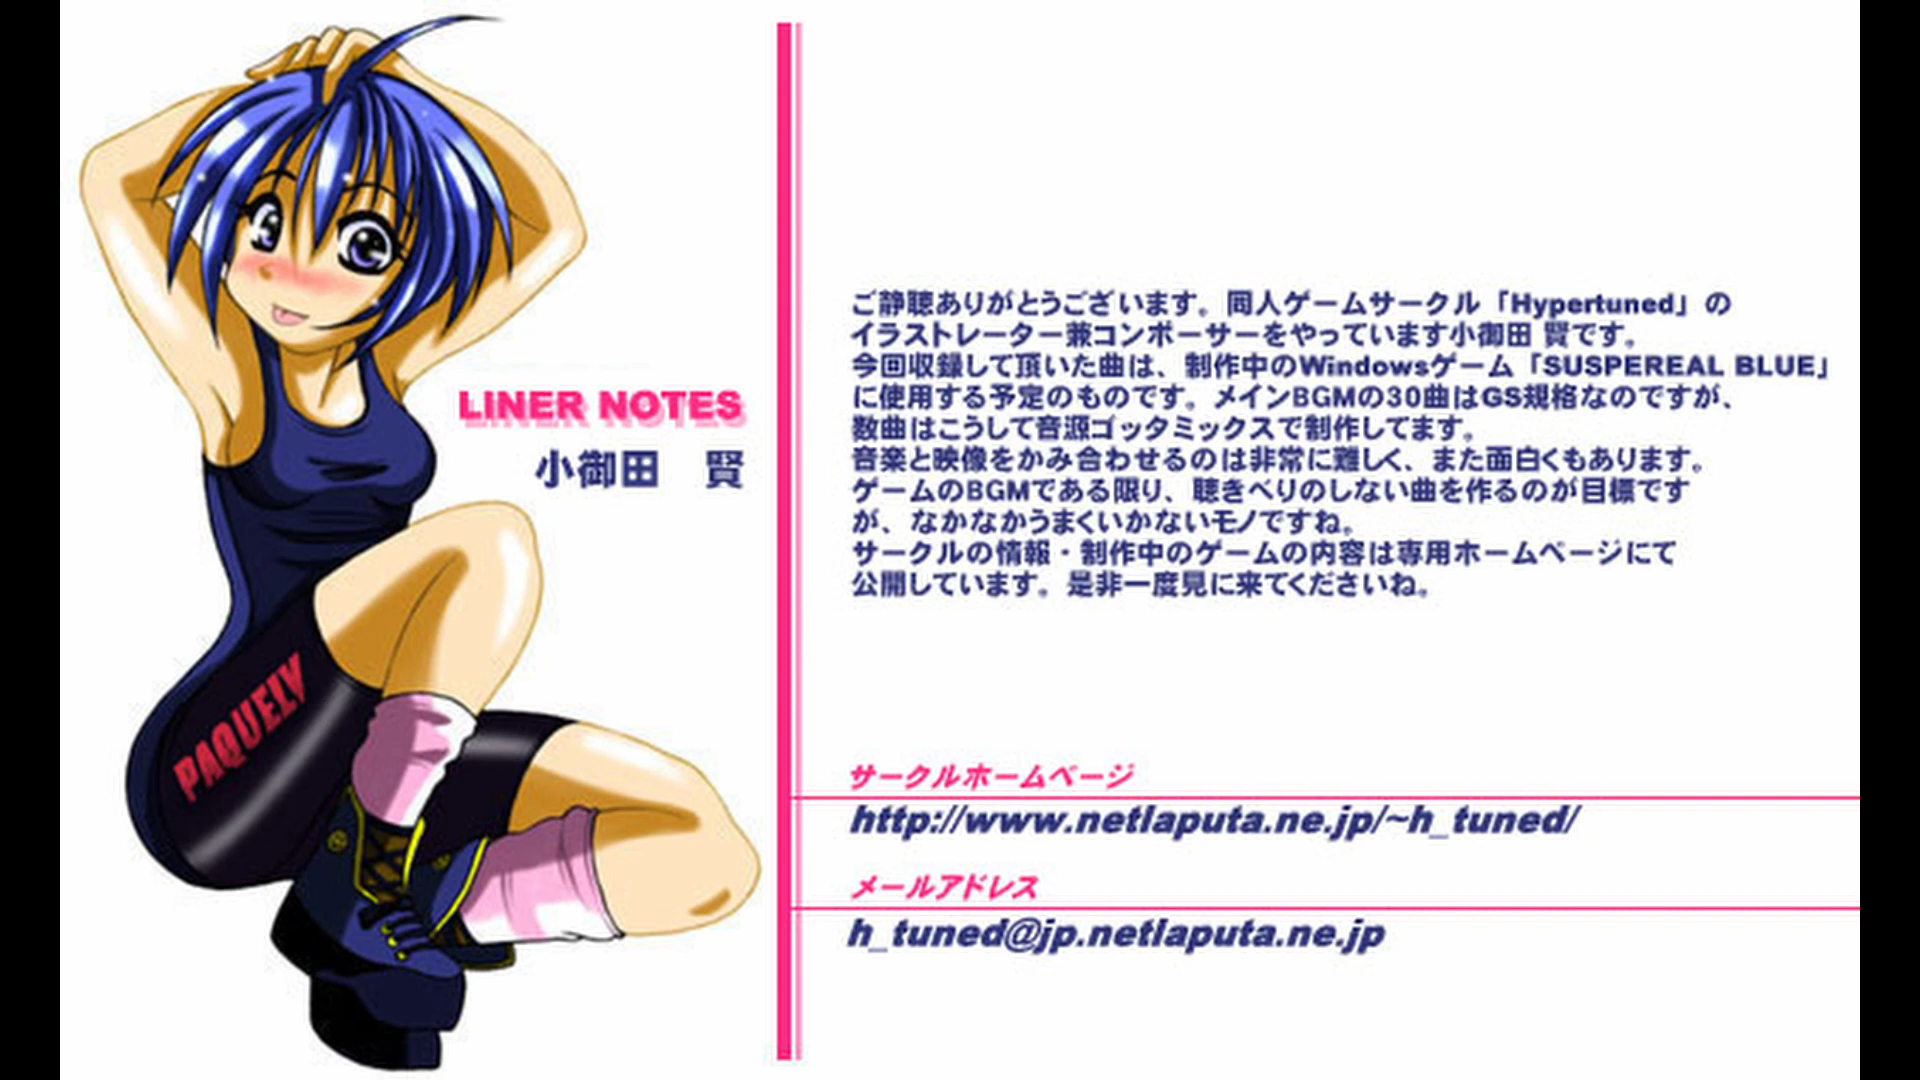 LINER NOTES
小御田　賢
PAQUELY
ご静聴ありがとうございます。同人ゲームサークル「Hypertuned」の
イラストレーター兼コンポーサーをやっています小御田 賢です。
今回収録して頂いた曲は、制作中のWindowsゲーム「SUSPEREAL BLUE」
に使用する予定のものです。メインBGMの30曲はGS規格なのですが、
数曲はこうして音源ゴッタミックスで制作してます。
音楽と映像をかみ合わせるのは非常に難しく、また面白くもあります。
ゲームのBGMである限り、聴きべりのしない曲を作るのが目標です
が、なかなかうまくいかないモノですね。
サークルの情報・制作中のゲームの内容は専用ホームページにて
公開しています。是非一度見に来てくださいね。
サークルホームページ
http://www.netlaputa.ne.jp/~h_tuned/
メールアドレス
h_tuned@jp.netlaputa.ne.jp